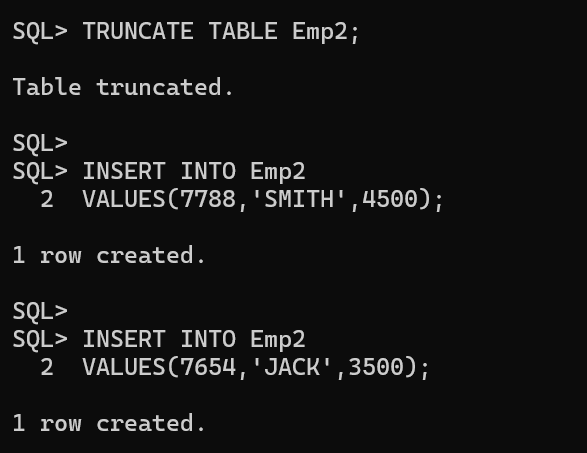 SQL> TRUNCATE TABLE Emp2;
Table truncated.
SQL>
SQL> INSERT INTO Emp2
2 VALUES(7788,'SMITH',4500);
1 row created.
SQL>
SQL> INSERT INTO Emp2
2 VALUES(7654,'JACK',3500);
1 row created.